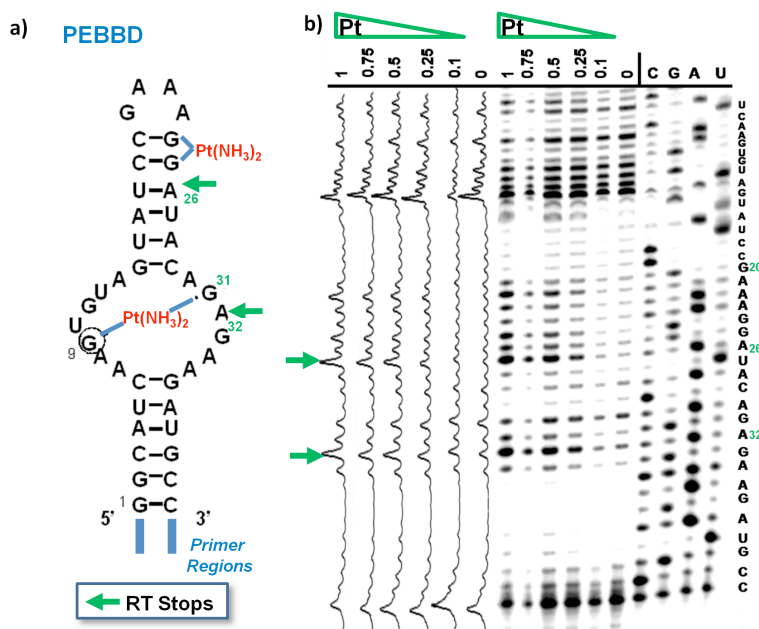 a)
PEBBD
A A
G A
C–G
C–G
Pt(NH3)2
U–A
26
A–U
U–A
G–C
A A
U G
31
G A
32
U
Pt(NH3)2
G
9
G
A A
A A
C–G
U–A
A–U
C–G
G–C
1 G–C
5' 3'
Primer
Regions
RT Stops
b)
Pt Pt
1 0.75 0.5 0.25 0.1 0 1 0.75 0.5 0.25 0.1 0 C G A U
U
C
A
A
G
U
G
U
A
G
U
A
U
C
C
G20
A
A
A
G
G
A26
U
A
C
A
G
A32
G
A
A
G
A
U
G
C
C